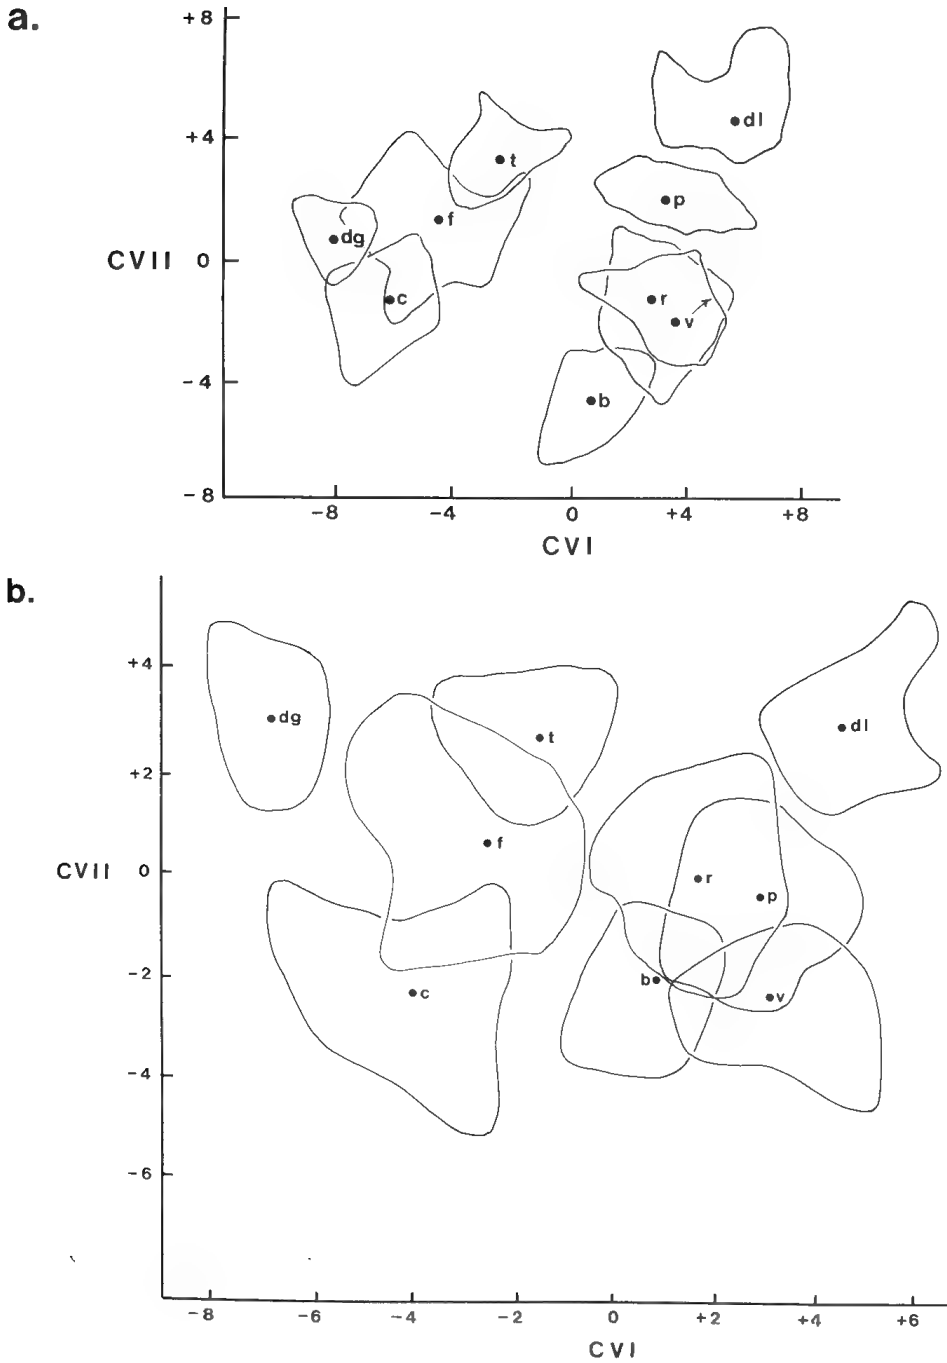 a.
+8
+4
dl
t
p
f
dg
CVII 0
c
r
v
-4
b
-8
-8 -4 0 +4 +8
CVI
b.
+4
dg
dl
t
+2
f
CVII 0
r
p
-2
b
c
v
-4
-6
-8 -6 -4 -2 0 +2 +4 +6
CVI